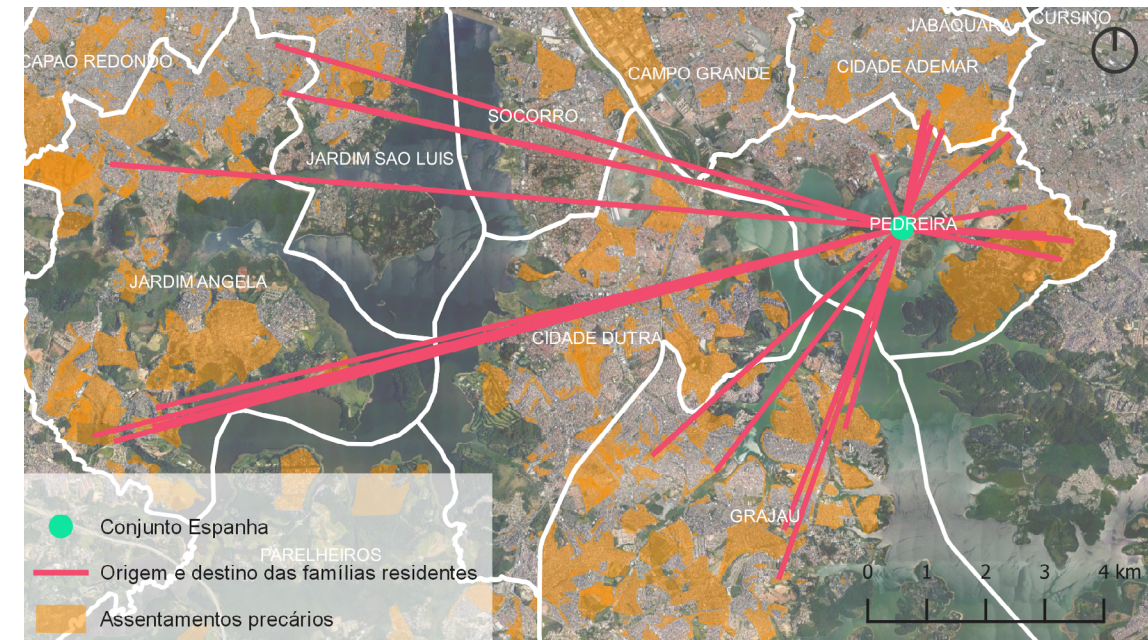 JABAQUARA
CURSINO
CAPAO REDONDO
CAMPO GRANDE
CIDADE ADEMAR
SOCORRO
JARDIM SAO LUIS
PEDREIRA
JARDIM ANGELA
CIDADE DUTRA
GRAJAU
PARELHEIROS
Conjunto Espanha
Origem e destino das famílias residentes
Assentamentos precários
0 1 2 3 4 km